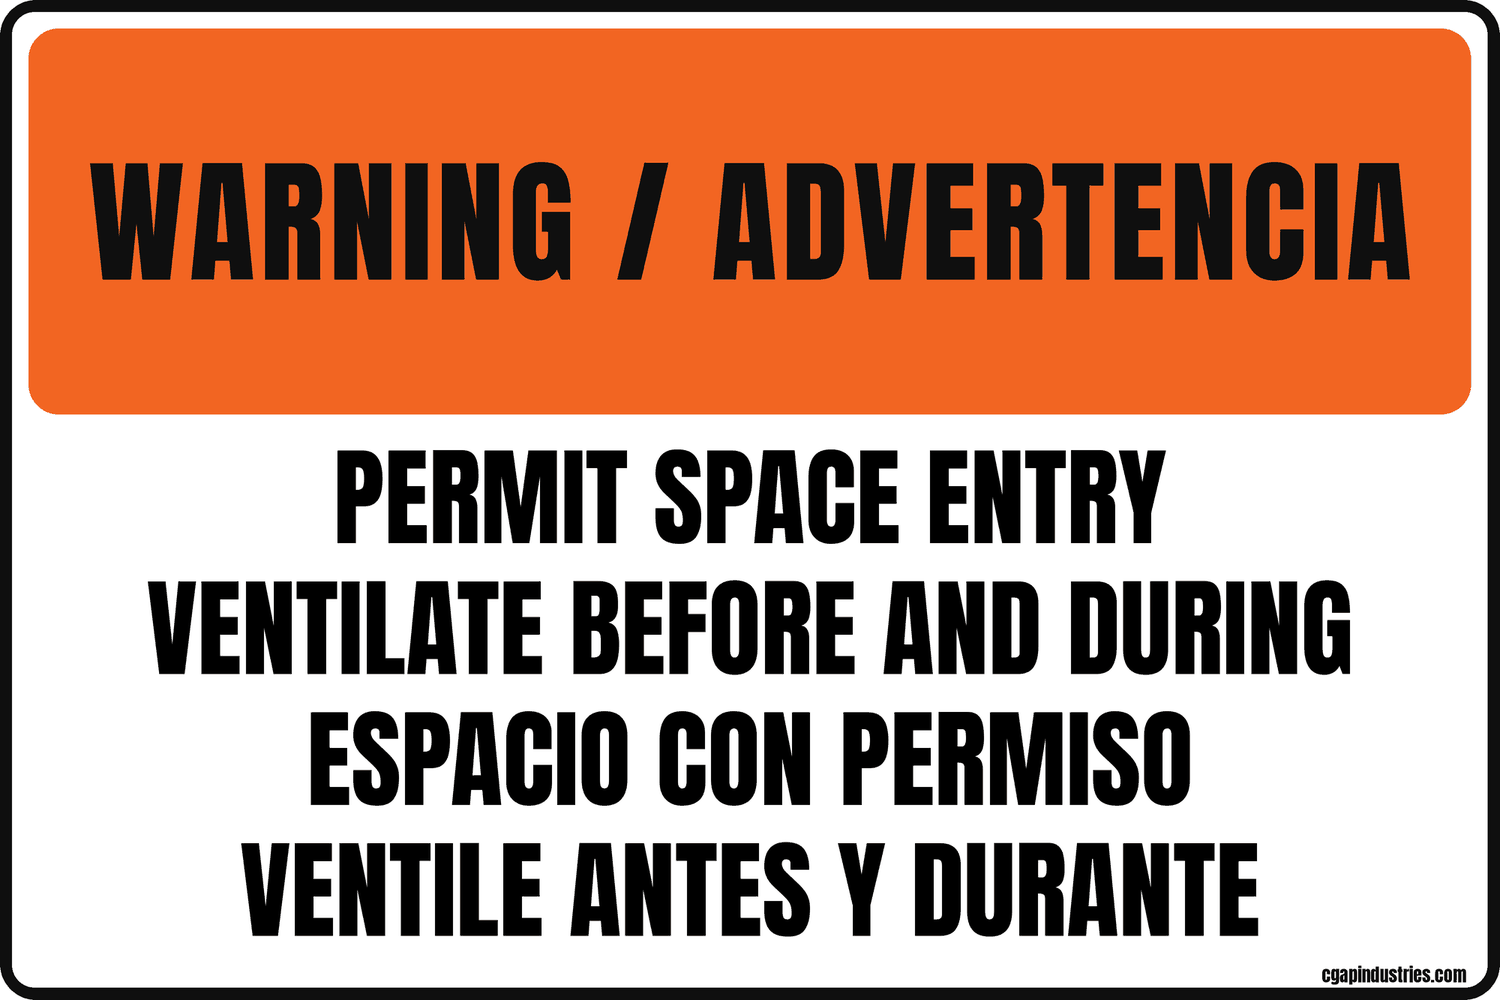 WARNING / ADVERTENCIA
PERMIT SPACE ENTRY
VENTILATE BEFORE AND DURING
ESPACIO CON PERMISO
VENTILE ANTES Y DURANTE
cgapindustries.com